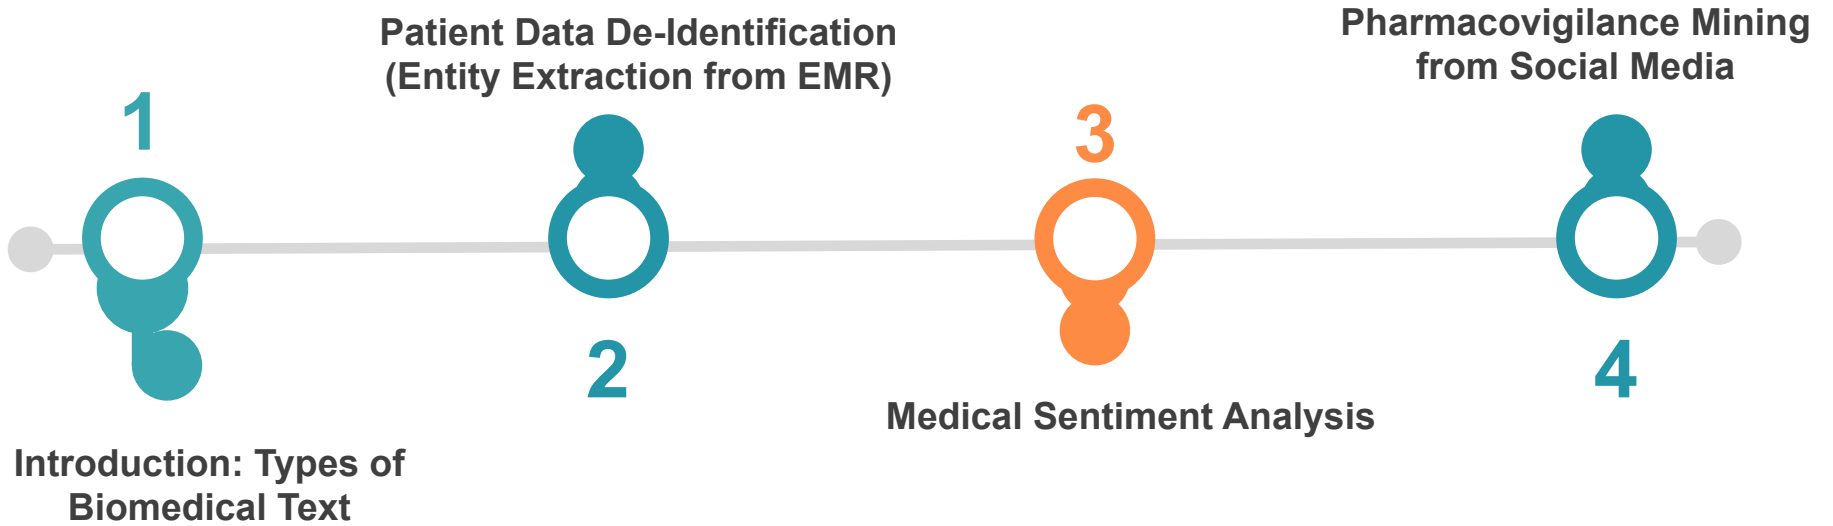 1
Introduction: Types of
Biomedical Text
Patient Data De-Identification
(Entity Extraction from EMR)
2
3
Medical Sentiment Analysis
Pharmacovigilance Mining
from Social Media
4